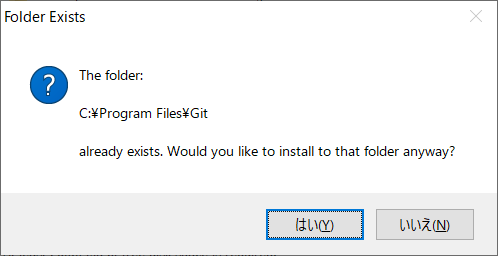 Folder Exists
The folder:
C:¥Program Files¥Git
already exists. Would you like to install to that folder anyway?
はい(Y)
いいえ(N)